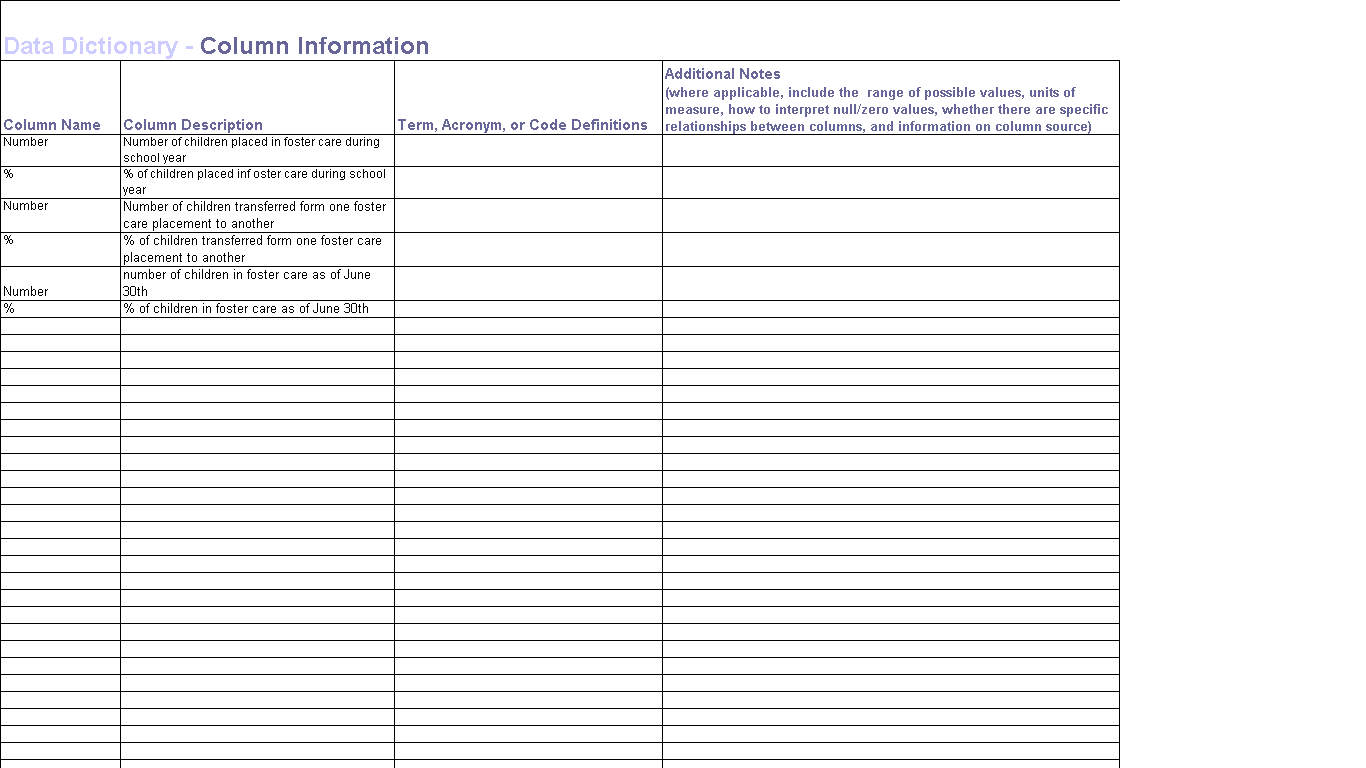 Data Dictionary - Column Information
Column Name
Column Description
Term, Acronym, or Code Definitions
Additional Notes
(where applicable, include the  range of possible values, units of
measure, how to interpret null/zero values, whether there are specific
relationships between columns, and information on column source)
Number
Number of children placed in foster care during
school year
%
% of children placed inf oster care during school
year
Number
Number of children transferred form one foster
care placement to another
%
% of children transferred form one foster care
placement to another
Number
number of children in foster care as of June
30th
%
% of children in foster care as of June 30th